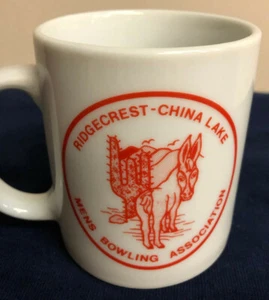 RIDGECREST-CHINA LAKE
MENS BOWLING ASSOCIATION